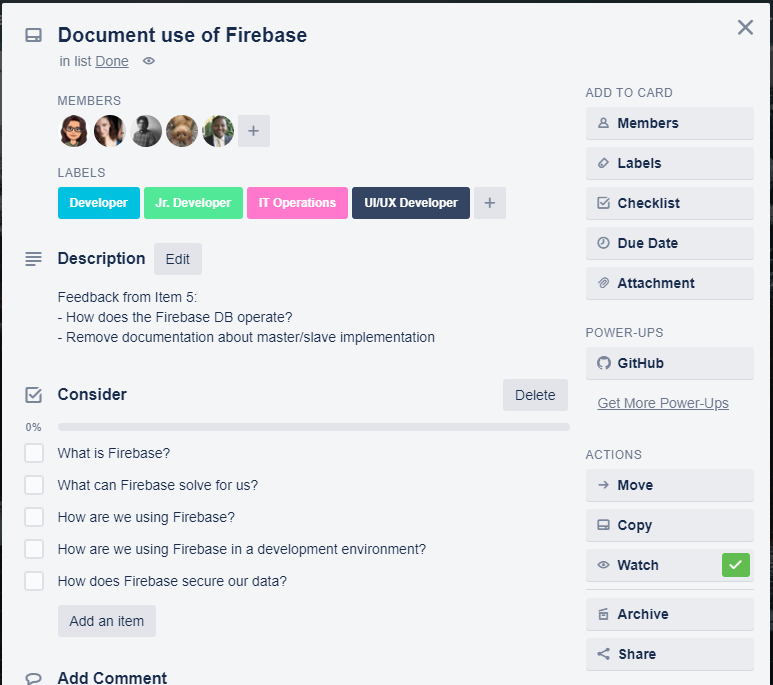 Document use of Firebase
in list Done
MEMBERS
+
LABELS
Developer Jr. Developer IT Operations UI/UX Developer +
Description Edit
Feedback from Item 5:
- How does the Firebase DB operate?
- Remove documentation about master/slave implementation
Consider Delete
0%
What is Firebase?
What can Firebase solve for us?
How are we using Firebase?
How are we using Firebase in a development environment?
How does Firebase secure our data?
Add an item
Add Comment
ADD TO CARD
Members
Labels
Checklist
Due Date
Attachment
POWER-UPS
GitHub
Get More Power-Ups
ACTIONS
Move
Copy
Watch
Archive
Share